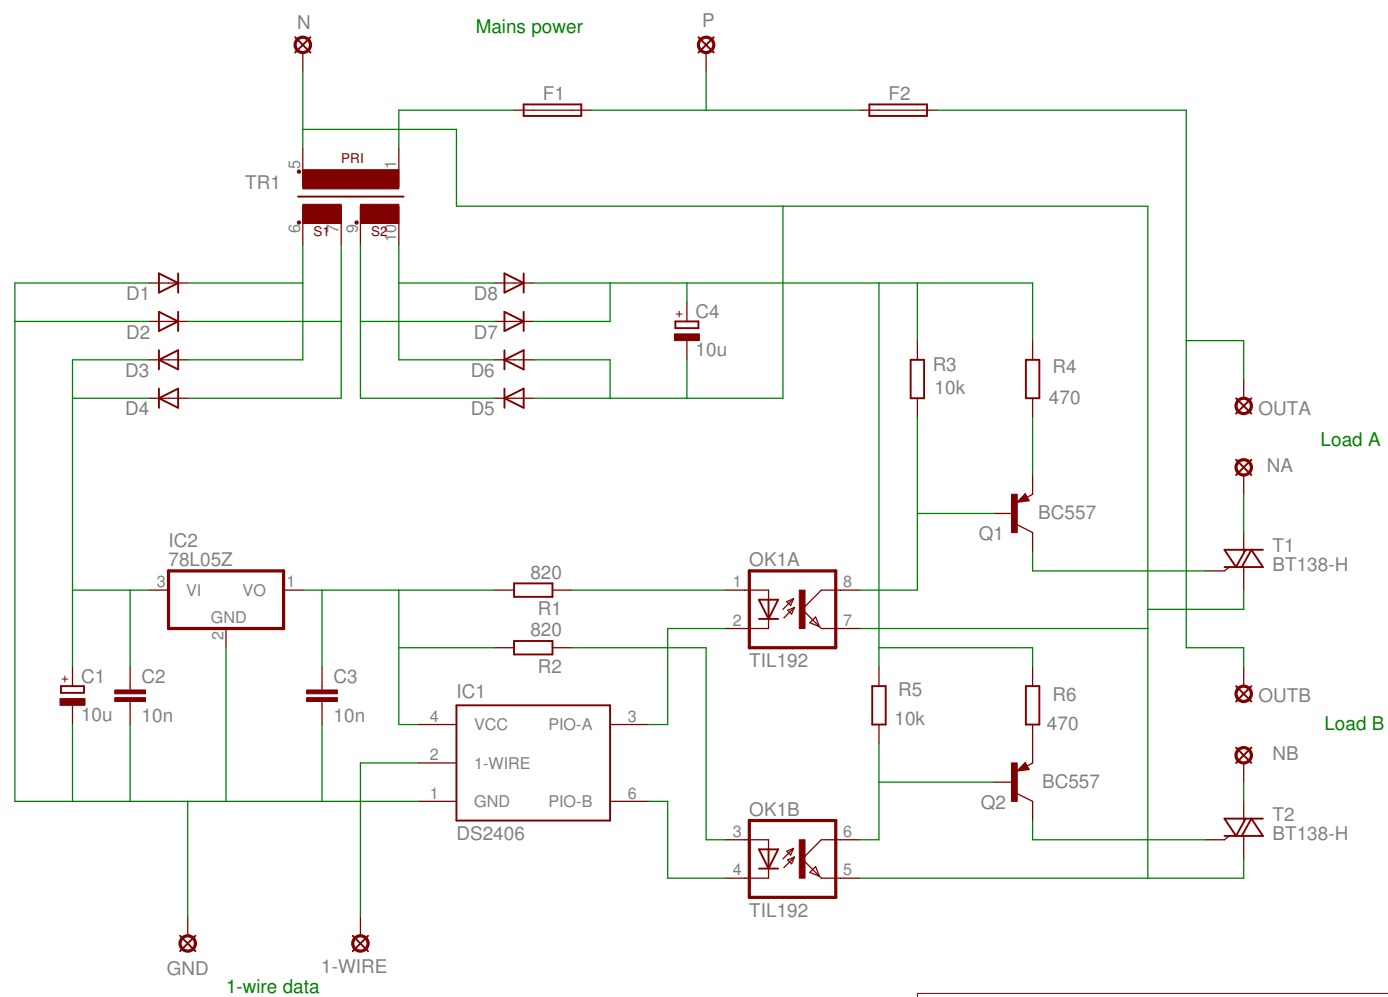 N
Mains power
P
F1
F2
5
PRI
1
TR1
6
S1
7
9
S2
10
D1
D8
D2
D7
+
C4
10u
D3
D6
R3
10k
R4
470
D4
D5
OUTA
Load A
NA
BC557
Q1
IC2
78L05Z
OK1A
T1
BT138-H
3
VI
VO
1
GND
2
820
R1
1
8
820
R2
2
7
TIL192
+
C1
10u
C2
10n
C3
10n
IC1
R5
10k
R6
470
OUTB
Load B
4
VCC
PIO-A
3
2
1-WIRE
1
GND
PIO-B
6
DS2406
NB
BC557
Q2
OK1B
T2
BT138-H
3
6
4
5
TIL192
GND
1-WIRE
1-wire data